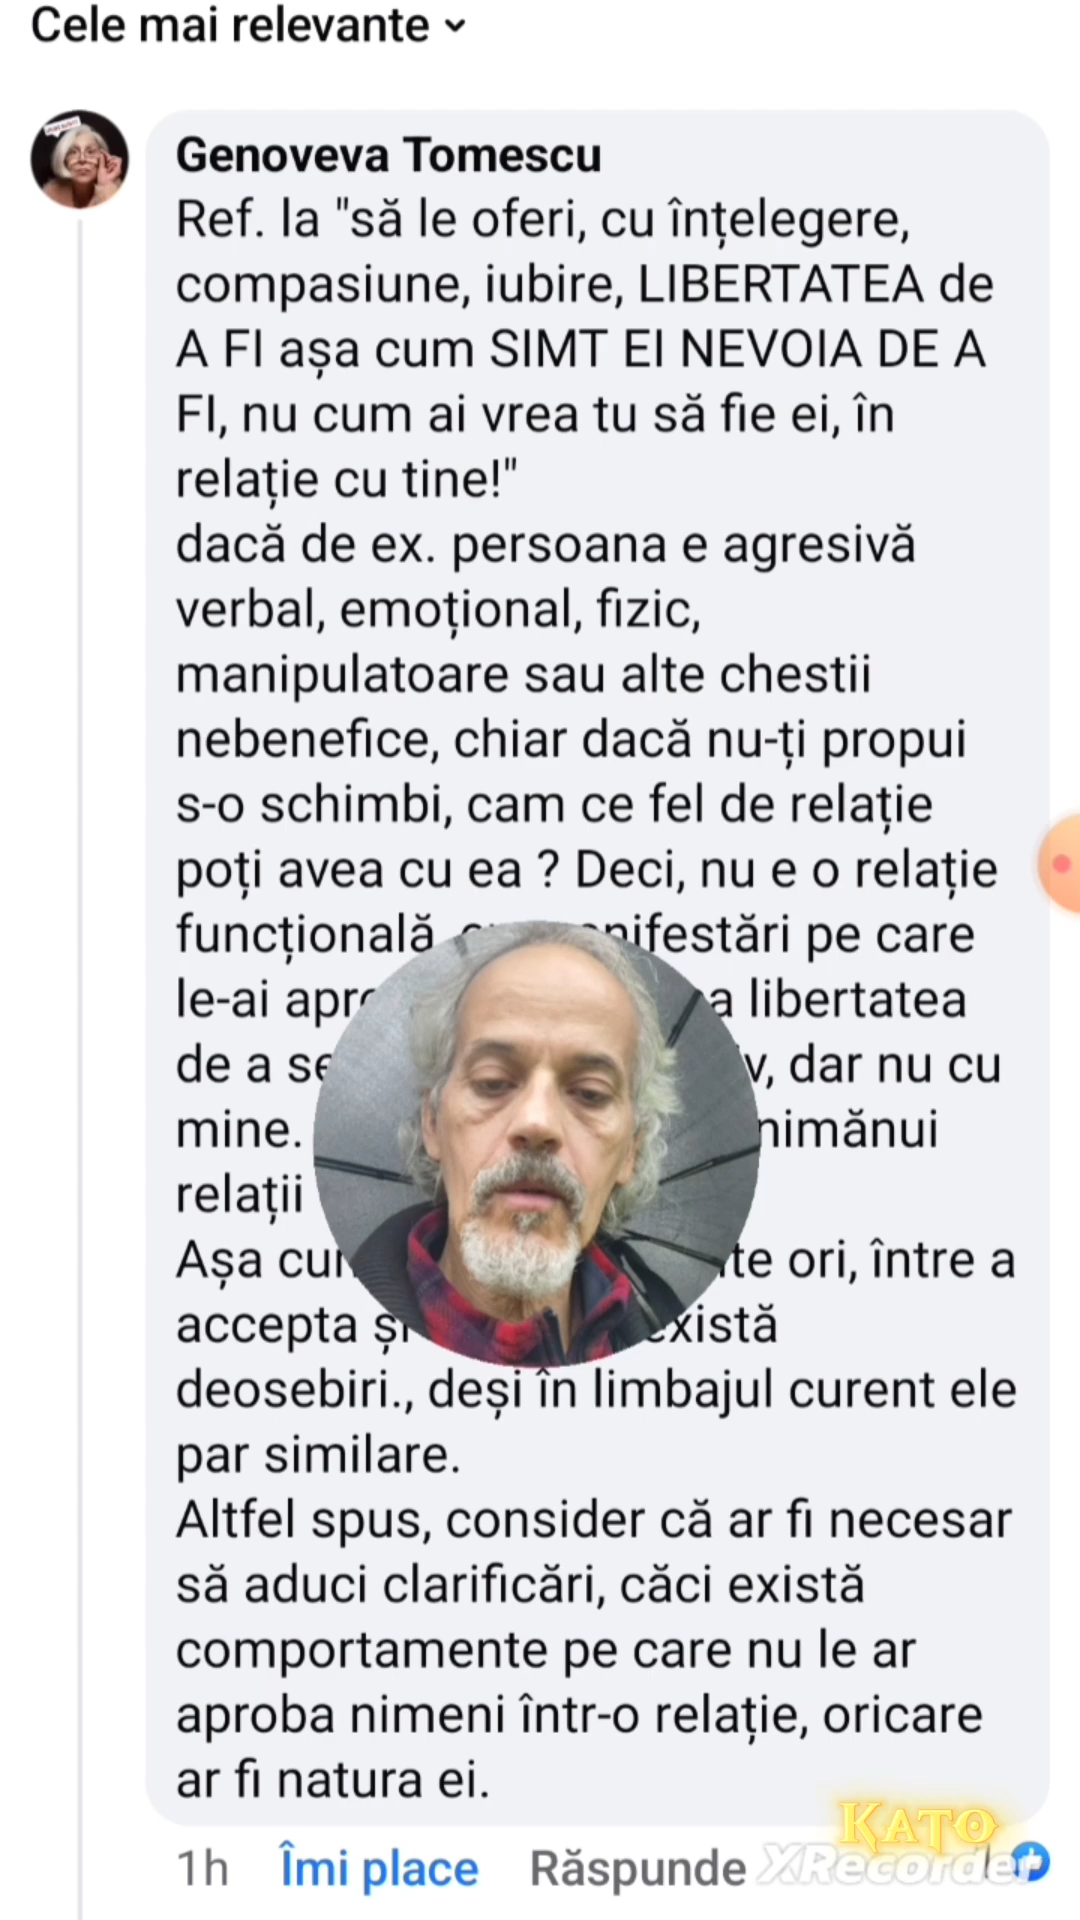 Cele mai relevante
Genoveva Tomescu
Ref. la "să le oferi, cu înțelegere,
compasiune, iubire, LIBERTATEA de
A FI așa cum SIMT EI NEVOIA DE A
FI, nu cum ai vrea tu să fie ei, în
relație cu tine!"
dacă de ex. persoana e agresivă
verbal, emoțional, fizic,
manipulatoare sau alte chestii
nebenefice, chiar dacă nu-ți propui
s-o schimbi, cam ce fel de relație
poți avea cu ea ? Deci, nu e o relație
funcțională pe care
le-ai libertatea
de a dar nu cu
mine. nimănui
relații
Așa ori, între a
accepta există
deosebiri., deși în limbajul curent ele
par similare.
Altfel spus, consider că ar fi necesar
să aduci clarificări, căci există
comportamente pe care nu le ar
aproba nimeni într-o relație, oricare
ar fi natura ei.
KATO
1h Îmi place Răspunde XRecorder